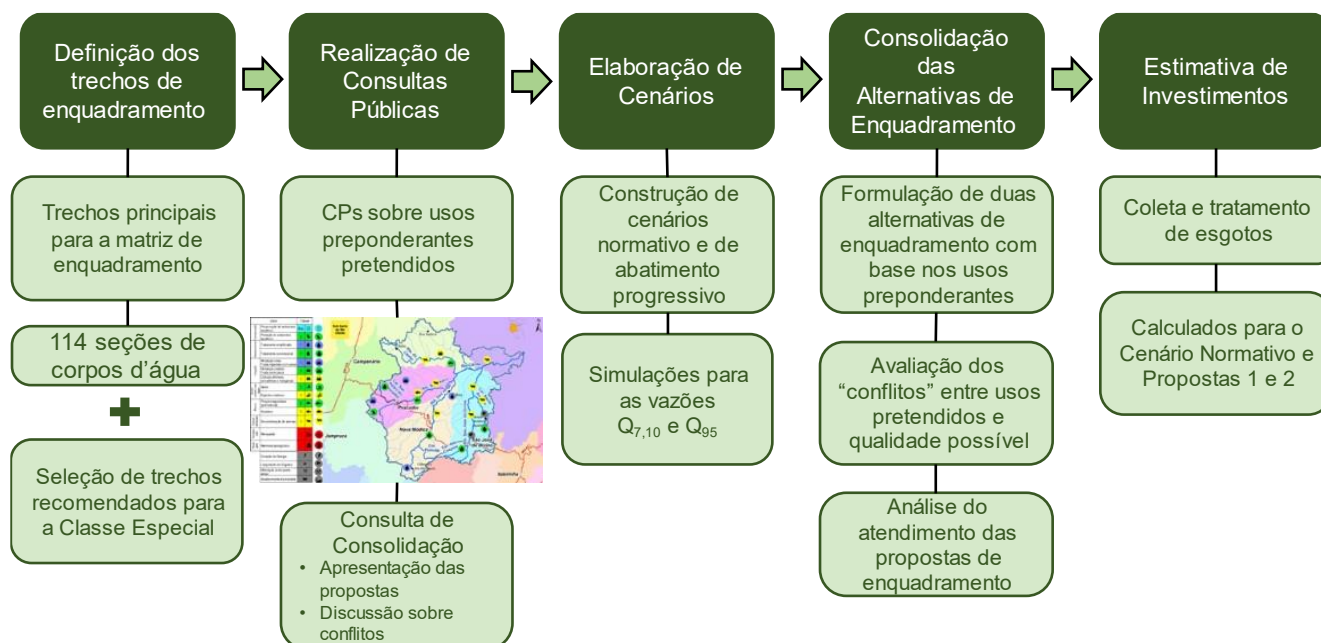 Definição dos
trechos de
enquadramento
Realização de
Consultas
Públicas
Elaboração de
Cenários
Consolidação
das
Alternativas de
Enquadramento
Estimativa de
Investimentos
Trechos principais
para a matriz de
enquadramento
114 seções de
corpos d'água
Seleção de trechos
recomendados para
a Classe Especial
CPs sobre usos
preponderantes
pretendidos
Campanário
Jampruca
Nova Módica
Consulta de
Consolidação
• Apresentação das
propostas
• Discussão sobre
conflitos
Construção de
cenários
normativo e de
abatimento
progressivo
Simulações para
as vazões
Q7,10 e Q95
Formulação de duas
alternativas de
enquadramento com
base nos usos
preponderantes
Avaliação dos
“conflitos” entre usos
pretendidos e
qualidade possível
Análise do
atendimento das
propostas de
enquadramento
Coleta e tratamento
de esgotos
Calculados para o
Cenário Normativo e
Propostas 1 e 2